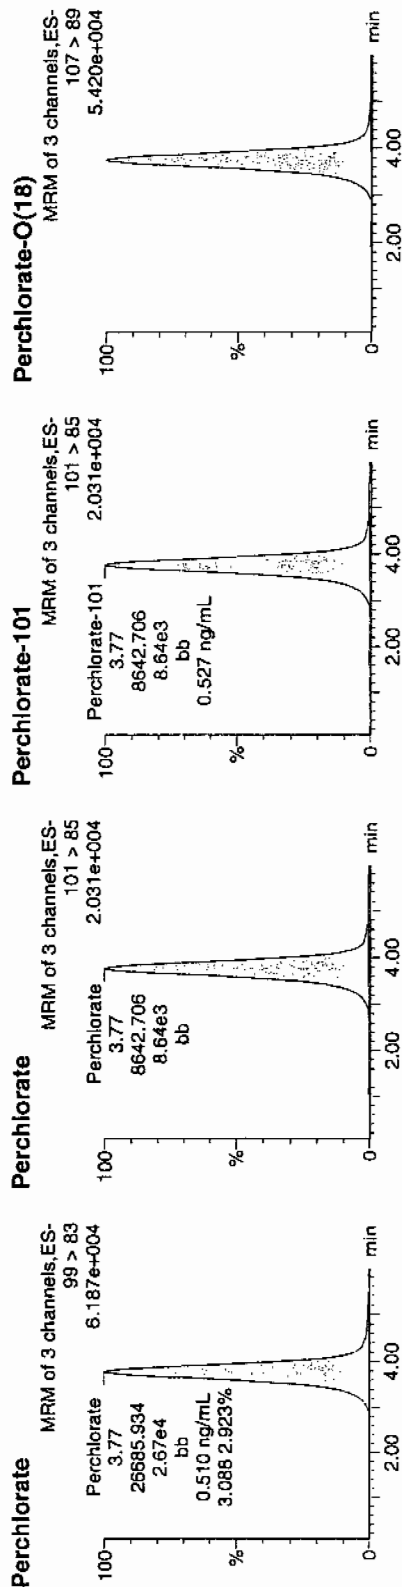 Perchlorate
MRM of 3 channels,ES-
99 > 83
6.187e+004
Perchlorate
3.77
26685.934
2.67e4
bb
0.510 ng/mL
3.088 2.923%
100
%
0
2.00
4.00
min
Perchlorate
MRM of 3 channels,ES-
101 > 85
2.031e+004
Perchlorate
3.77
8642.706
8.64e3
bb
100
%
0
2.00
4.00
min
Perchlorate-101
MRM of 3 channels,ES-
101 > 85
2.031e+004
Perchlorate-101
3.77
8642.706
8.64e3
bb
0.527 ng/mL
100
%
0
2.00
4.00
min
Perchlorate-O(18)
MRM of 3 channels,ES-
107 > 89
5.420e+004
100
%
0
2.00
4.00
min